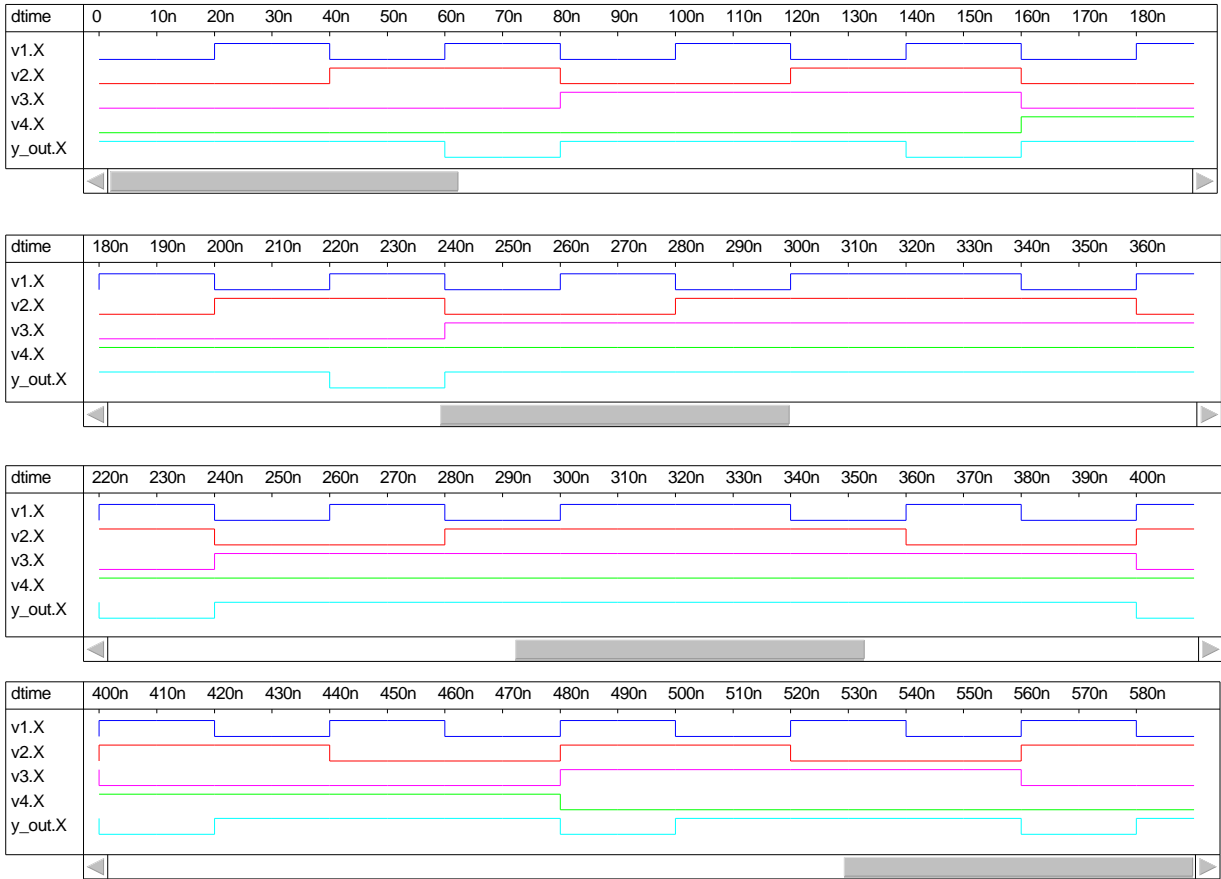 dtime 0 10n 20n 30n 40n 50n 60n 70n 80n 90n 100n 110n 120n 130n 140n 150n 160n 170n 180n
v1.X
v2.X
v3.X
v4.X
y_out.X
dtime 180n 190n 200n 210n 220n 230n 240n 250n 260n 270n 280n 290n 300n 310n 320n 330n 340n 350n 360n
v1.X
v2.X
v3.X
v4.X
y_out.X
dtime 220n 230n 240n 250n 260n 270n 280n 290n 300n 310n 320n 330n 340n 350n 360n 370n 380n 390n 400n
v1.X
v2.X
v3.X
v4.X
y_out.X
dtime 400n 410n 420n 430n 440n 450n 460n 470n 480n 490n 500n 510n 520n 530n 540n 550n 560n 570n 580n
v1.X
v2.X
v3.X
v4.X
y_out.X